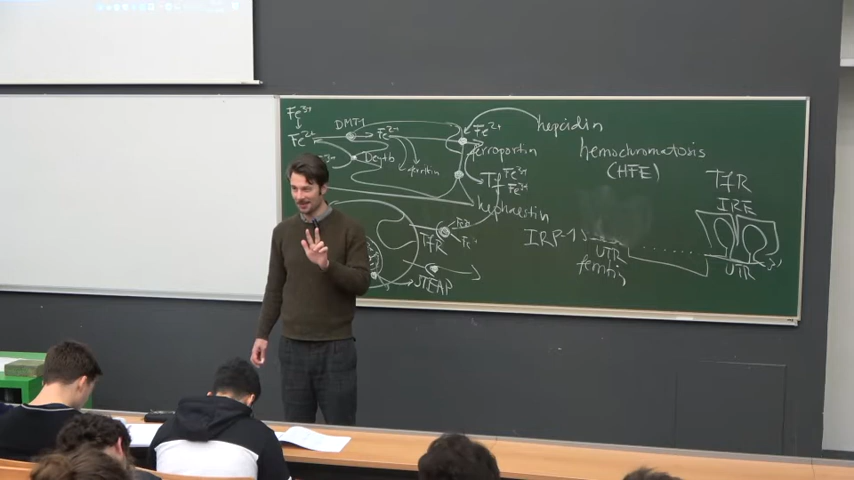 Fe³⁺
Fe²⁺
DMT1
Fe²⁺
Dcytb
ferritin
Fe²⁺
ferroportin
hepcidin
hemochromatosis
(HFE)
Tf Fe³⁺
Fe³⁺
hephaestin
TfR
STEAP
IRP-1
UTR
ferritin
TfR
IRE
UTR
3'